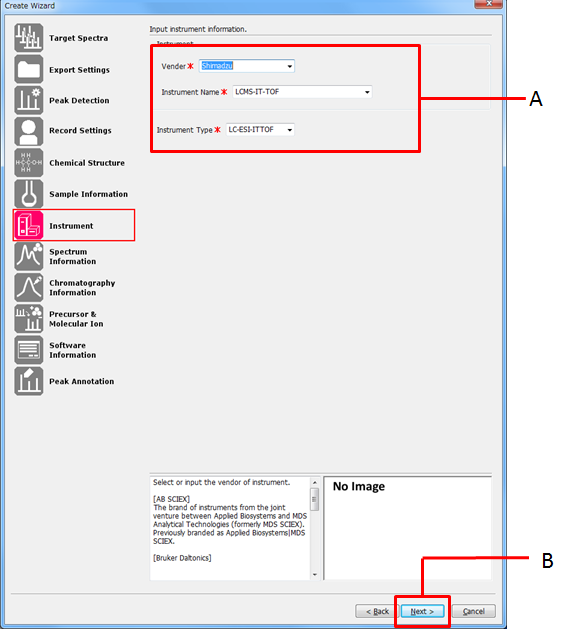 Create Wizard
Target Spectra
Export Settings
Peak Detection
Record Settings
Chemical Structure
Sample Information
Instrument
Spectrum
Information
Chromatography
Information
Precursor &
Molecular Ion
Software
Information
Peak Annotation
Input instrument information.
Instrument
Vender * Shimadzu
Instrument Name * LCMS-IT-TOF
Instrument Type * LC-ESI-ITTOF
A
Select or input the vendor of instrument.
[AB SCIEX]
The brand of instruments from the joint
venture between Applied Biosystems and MDS
Analytical Technologies (formerly MDS SCIEX).
Previously branded as Applied Biosystems|MDS
SCIEX.
[Bruker Daltonics]
No Image
B
< Back
Next >
Cancel